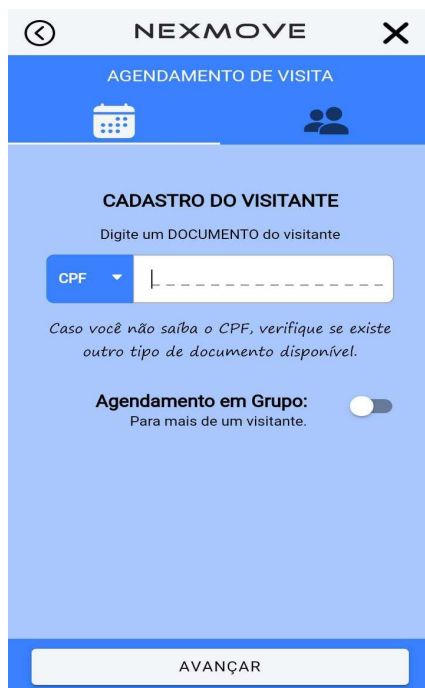 NEXMOVE
AGENDAMENTO DE VISITA
CADASTRO DO VISITANTE
Digite um DOCUMENTO do visitante
CPF
Caso você não saíba o CPF, verifique se existe
outro tipo de documento disponível.
Agendamento em Grupo:
Para mais de um visitante.
AVANÇAR